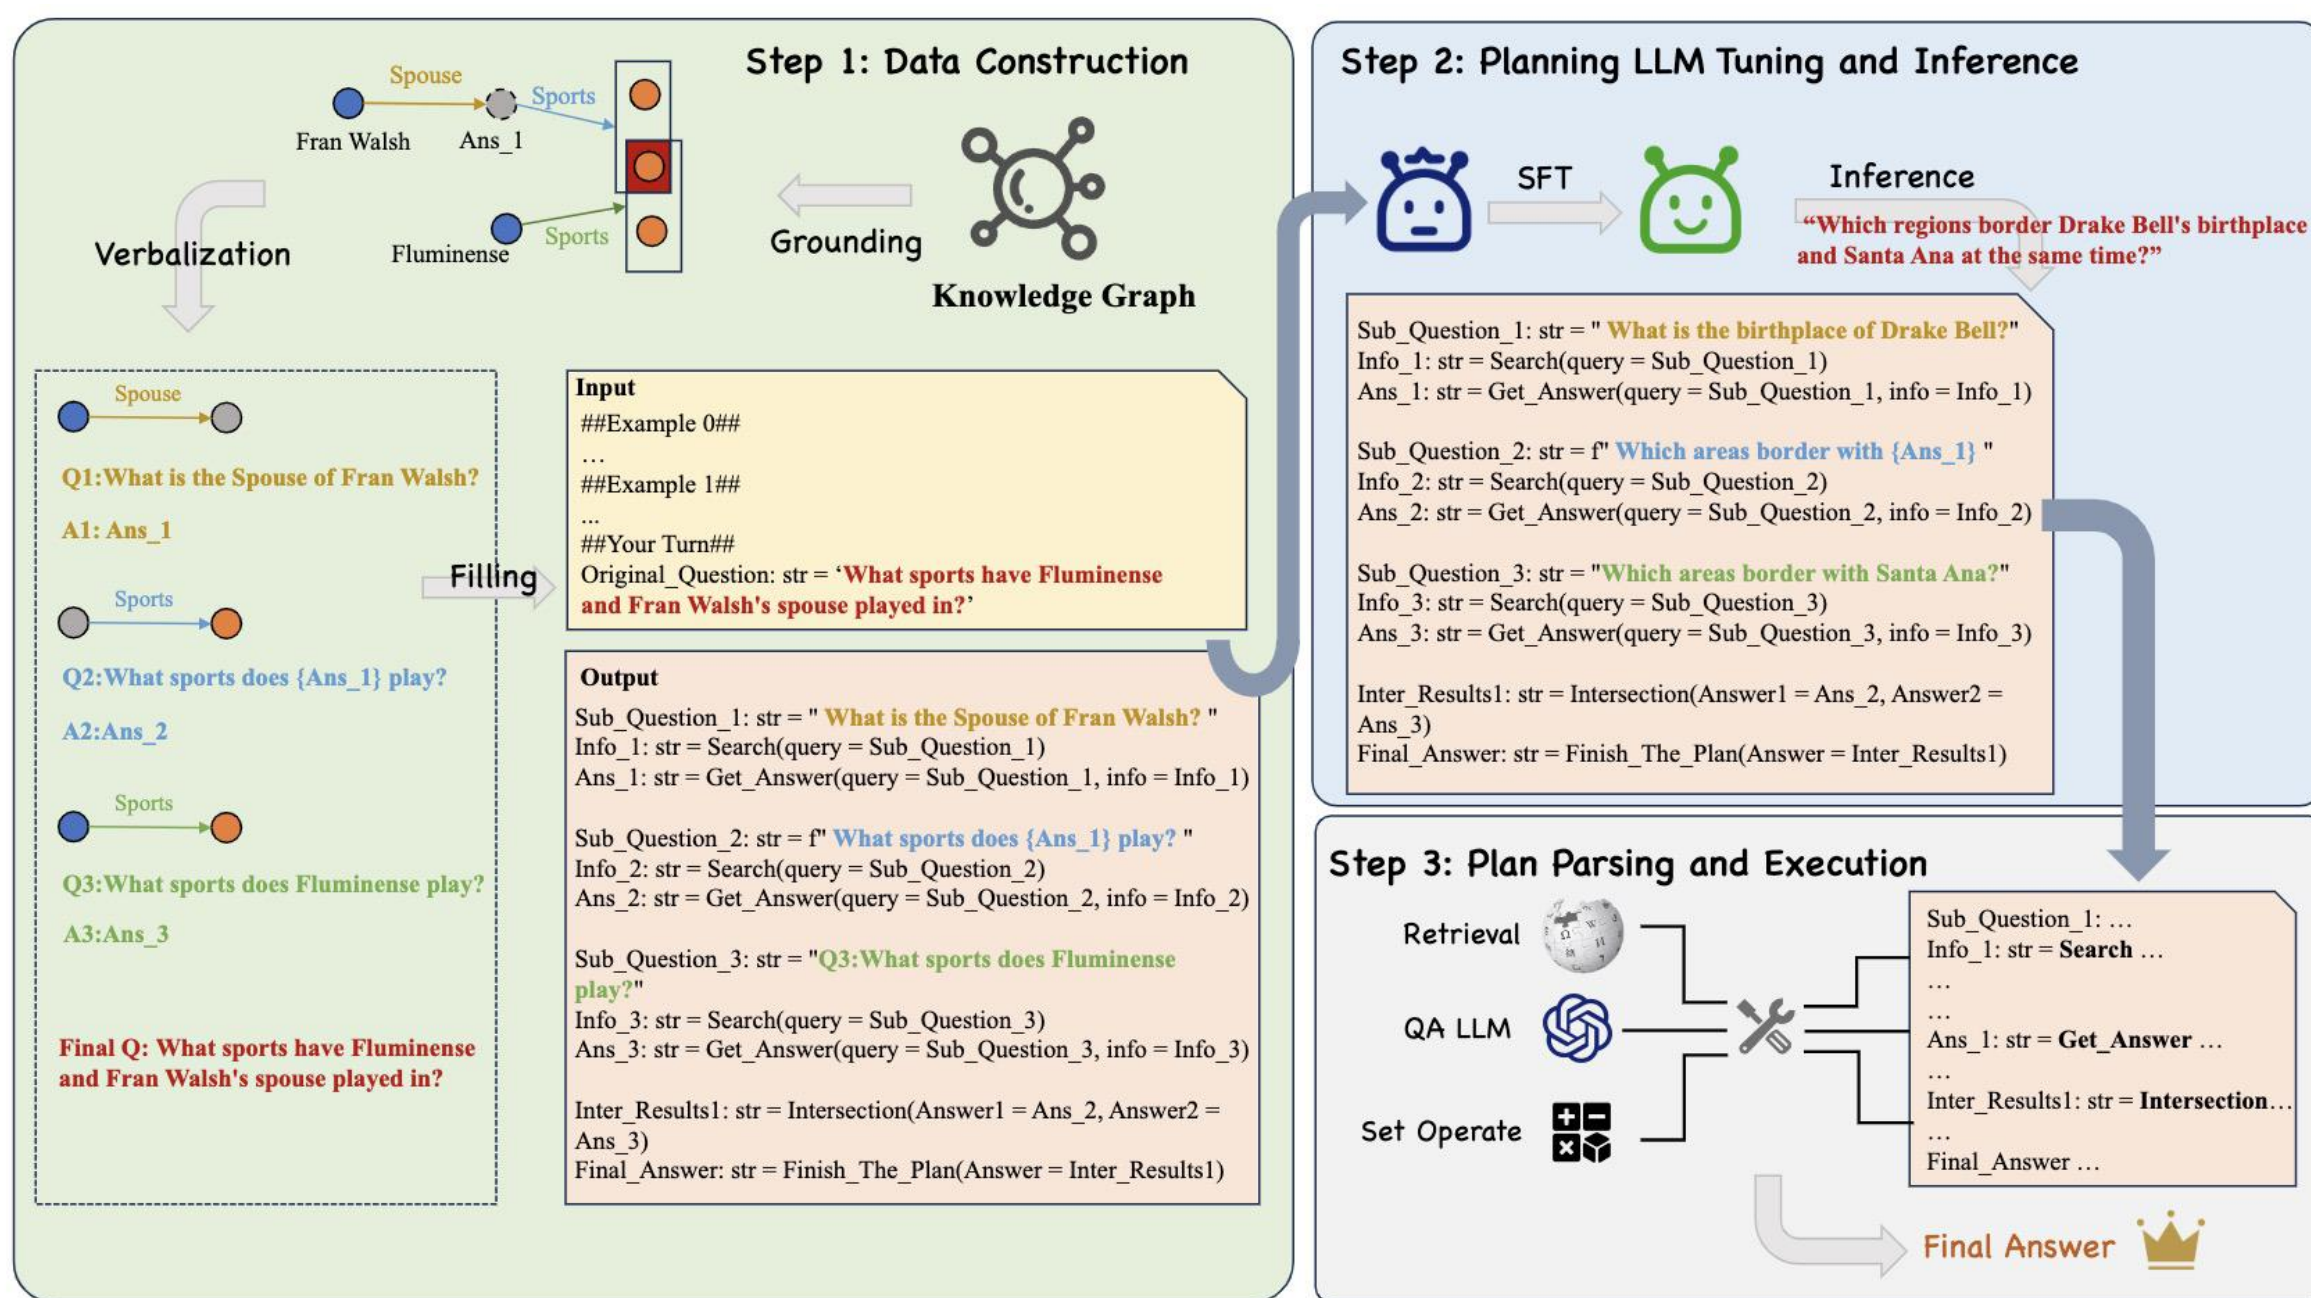 Step 1: Data Construction
Spouse
Sports
Fran Walsh
Ans_1
Fluminense
Sports
Grounding
Knowledge Graph
Verbalization
Spouse
Q1:What is the Spouse of Fran Walsh?
A1: Ans_1
Sports
Q2:What sports does {Ans_1} play?
A2:Ans_2
Sports
Q3:What sports does Fluminense play?
A3:Ans_3
Final Q: What sports have Fluminense
and Fran Walsh's spouse played in?
Filling
Input
##Example 0##
…
##Example 1##
...
##Your Turn##
Original_Question: str = ‘What sports have Fluminense
and Fran Walsh's spouse played in?’
Output
Sub_Question_1: str = " What is the Spouse of Fran Walsh? "
Info_1: str = Search(query = Sub_Question_1)
Ans_1: str = Get_Answer(query = Sub_Question_1, info = Info_1)
Sub_Question_2: str = f" What sports does {Ans_1} play? "
Info_2: str = Search(query = Sub_Question_2)
Ans_2: str = Get_Answer(query = Sub_Question_2, info = Info_2)
Sub_Question_3: str = "Q3:What sports does Fluminense
play?"
Info_3: str = Search(query = Sub_Question_3)
Ans_3: str = Get_Answer(query = Sub_Question_3, info = Info_3)
Inter_Results1: str = Intersection(Answer1 = Ans_2, Answer2 =
Ans_3)
Final_Answer: str = Finish_The_Plan(Answer = Inter_Results1)
Step 2: Planning LLM Tuning and Inference
SFT
Inference
“Which regions border Drake Bell's birthplace
and Santa Ana at the same time?”
Sub_Question_1: str = " What is the birthplace of Drake Bell?"
Info_1: str = Search(query = Sub_Question_1)
Ans_1: str = Get_Answer(query = Sub_Question_1, info = Info_1)
Sub_Question_2: str = f" Which areas border with {Ans_1} "
Info_2: str = Search(query = Sub_Question_2)
Ans_2: str = Get_Answer(query = Sub_Question_2, info = Info_2)
Sub_Question_3: str = "Which areas border with Santa Ana?"
Info_3: str = Search(query = Sub_Question_3)
Ans_3: str = Get_Answer(query = Sub_Question_3, info = Info_3)
Inter_Results1: str = Intersection(Answer1 = Ans_2, Answer2 =
Ans_3)
Final_Answer: str = Finish_The_Plan(Answer = Inter_Results1)
Step 3: Plan Parsing and Execution
Retrieval
QA LLM
Set Operate
Sub_Question_1: …
Info_1: str = Search …
…
…
Ans_1: str = Get_Answer …
…
Inter_Results1: str = Intersection…
…
Final_Answer …
Final Answer